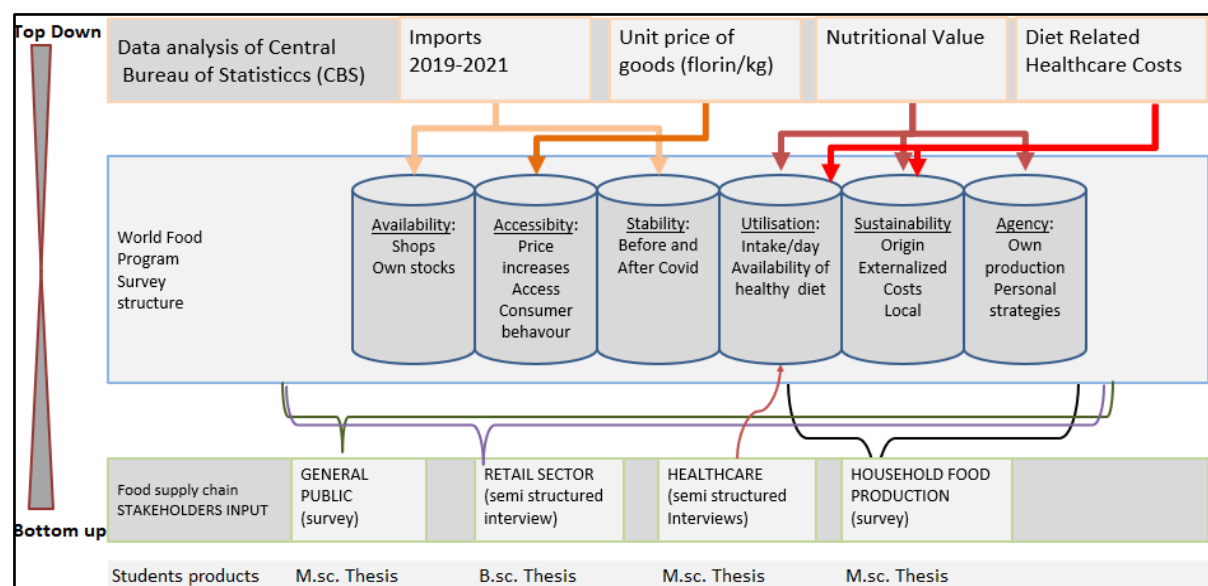 Top Down
Data analysis of Central
Bureau of Statisticcs (CBS)
Imports
2019-2021
Unit price of
goods (florin/kg)
Nutritional Value
Diet Related
Healthcare Costs
World Food
Program
Survey
structure
Availability:
Shops
Own stocks
Accessibity:
Price
increases
Access
Consumer
behavour
Stability:
Before and
After Covid
Utilisation:
Intake/day
Availability of
healthy diet
Sustainability
Origin
Externalized
Costs
Local
Agency:
Own
production
Personal
strategies
Food supply chain
STAKEHOLDERS INPUT
GENERAL
PUBLIC
(survey)
RETAIL SECTOR
(semi structured
interview)
HEALTHCARE
(semi structured
Interviews)
HOUSEHOLD FOOD
PRODUCTION
(survey)
Bottom up
Students products
M.sc. Thesis
B.sc. Thesis
M.sc. Thesis
M.sc. Thesis